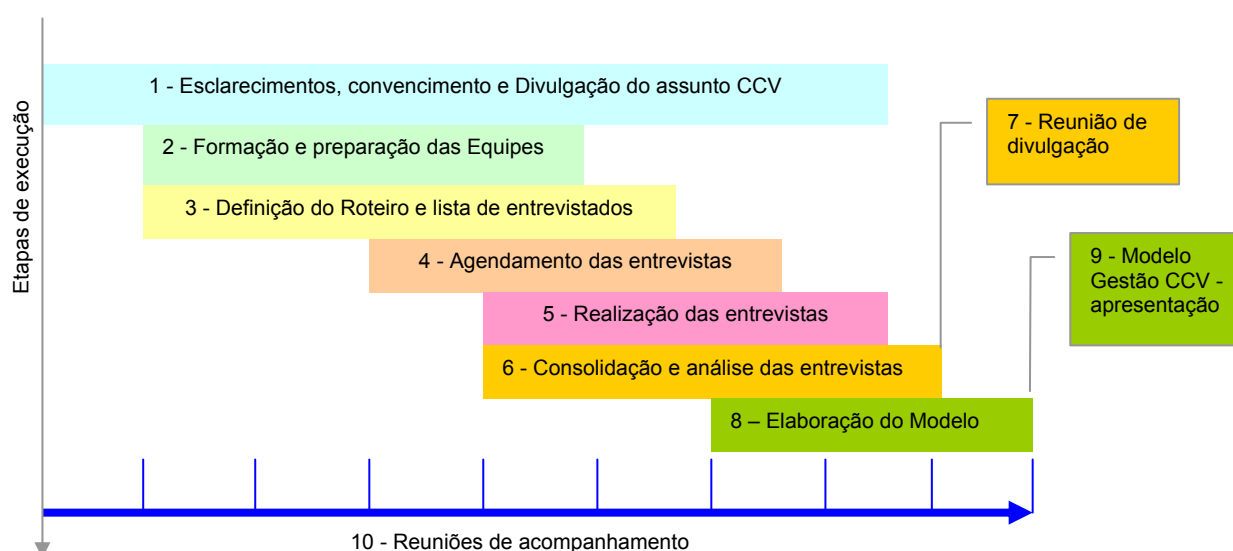 Etapas de execução
1 - Esclarecimentos, convencimento e Divulgação do assunto CCV
2 - Formação e preparação das Equipes
3 - Definição do Roteiro e lista de entrevistados
4 - Agendamento das entrevistas
5 - Realização das entrevistas
6 - Consolidação e análise das entrevistas
7 - Reunião de
divulgação
8 – Elaboração do Modelo
9 - Modelo
Gestão CCV -
apresentação
10 - Reuniões de acompanhamento